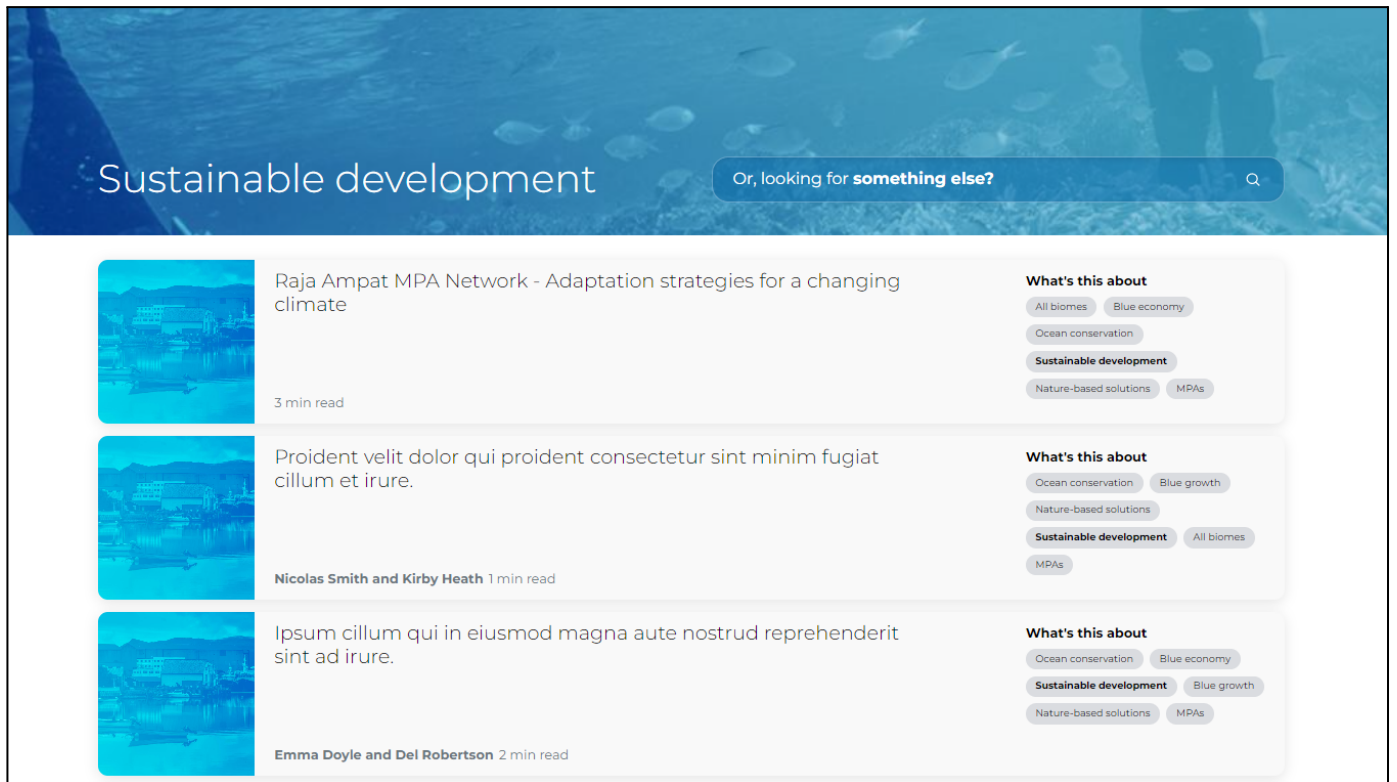 Sustainable development
Or, looking for something else?
Raja Ampat MPA Network - Adaptation strategies for a changing
climate
3 min read
What's this about
All biomes Blue economy
Ocean conservation
Sustainable development
Nature-based solutions MPAs
Proident velit dolor qui proident consectetur sint minim fugiat
cillum et irure.
Nicolas Smith and Kirby Heath 1 min read
What's this about
Ocean conservation Blue growth
Nature-based solutions
Sustainable development All biomes
MPAs
Ipsum cillum qui in eiusmod magna aute nostrud reprehenderit
sint ad irure.
Emma Doyle and Del Robertson 2 min read
What's this about
Ocean conservation Blue economy
Sustainable development Blue growth
Nature-based solutions MPAs